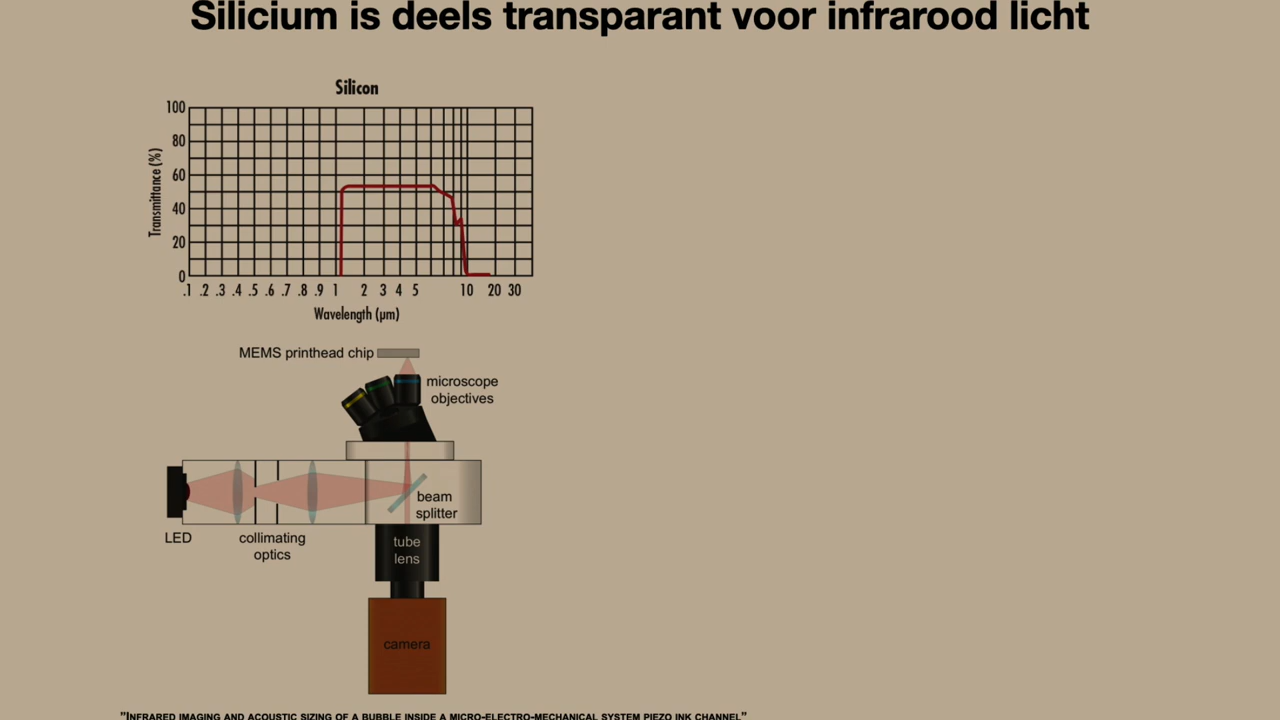 Silicium is deels transparant voor infrarood licht
Silicon
100
80
60
40
20
0
Transmittance (%)
.1 .2 .3 .4 .5 .6 .7 .8 .9 1 2 3 4 5 10 20 30
Wavelength (µm)
MEMS printhead chip
microscope
objectives
beam
splitter
LED
collimating
optics
tube
lens
camera
"INFRARED IMAGING AND ACOUSTIC SIZING OF A BUBBLE INSIDE A MICRO-ELECTRO-MECHANICAL SYSTEM PIEZO INK CHANNEL"